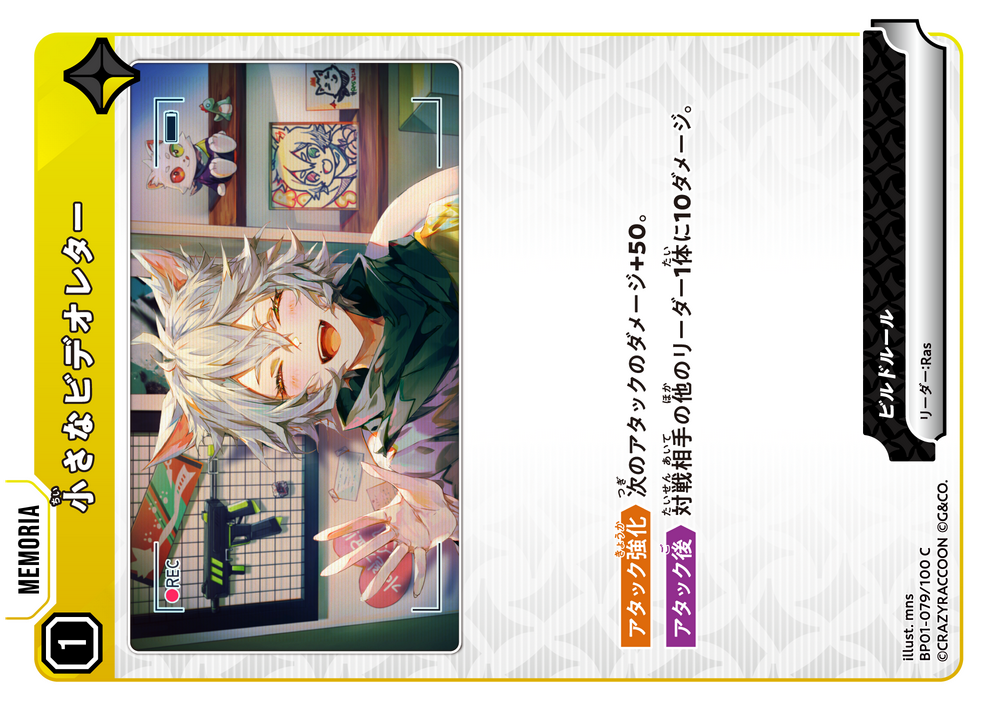 MEMORIA
1
小さなビデオレター
ちい
REC
アタック強化 次のアタックのダメージ+50。
きょうか つぎ
アタック後 対戦相手の他のリーダー1体に10ダメージ。
ご たいせん あいて ほか たい
ビルドルール
リーダー:Ras
illust. mns
BP01-079/100 C
©CRAZYRACCOON ©G&CO.